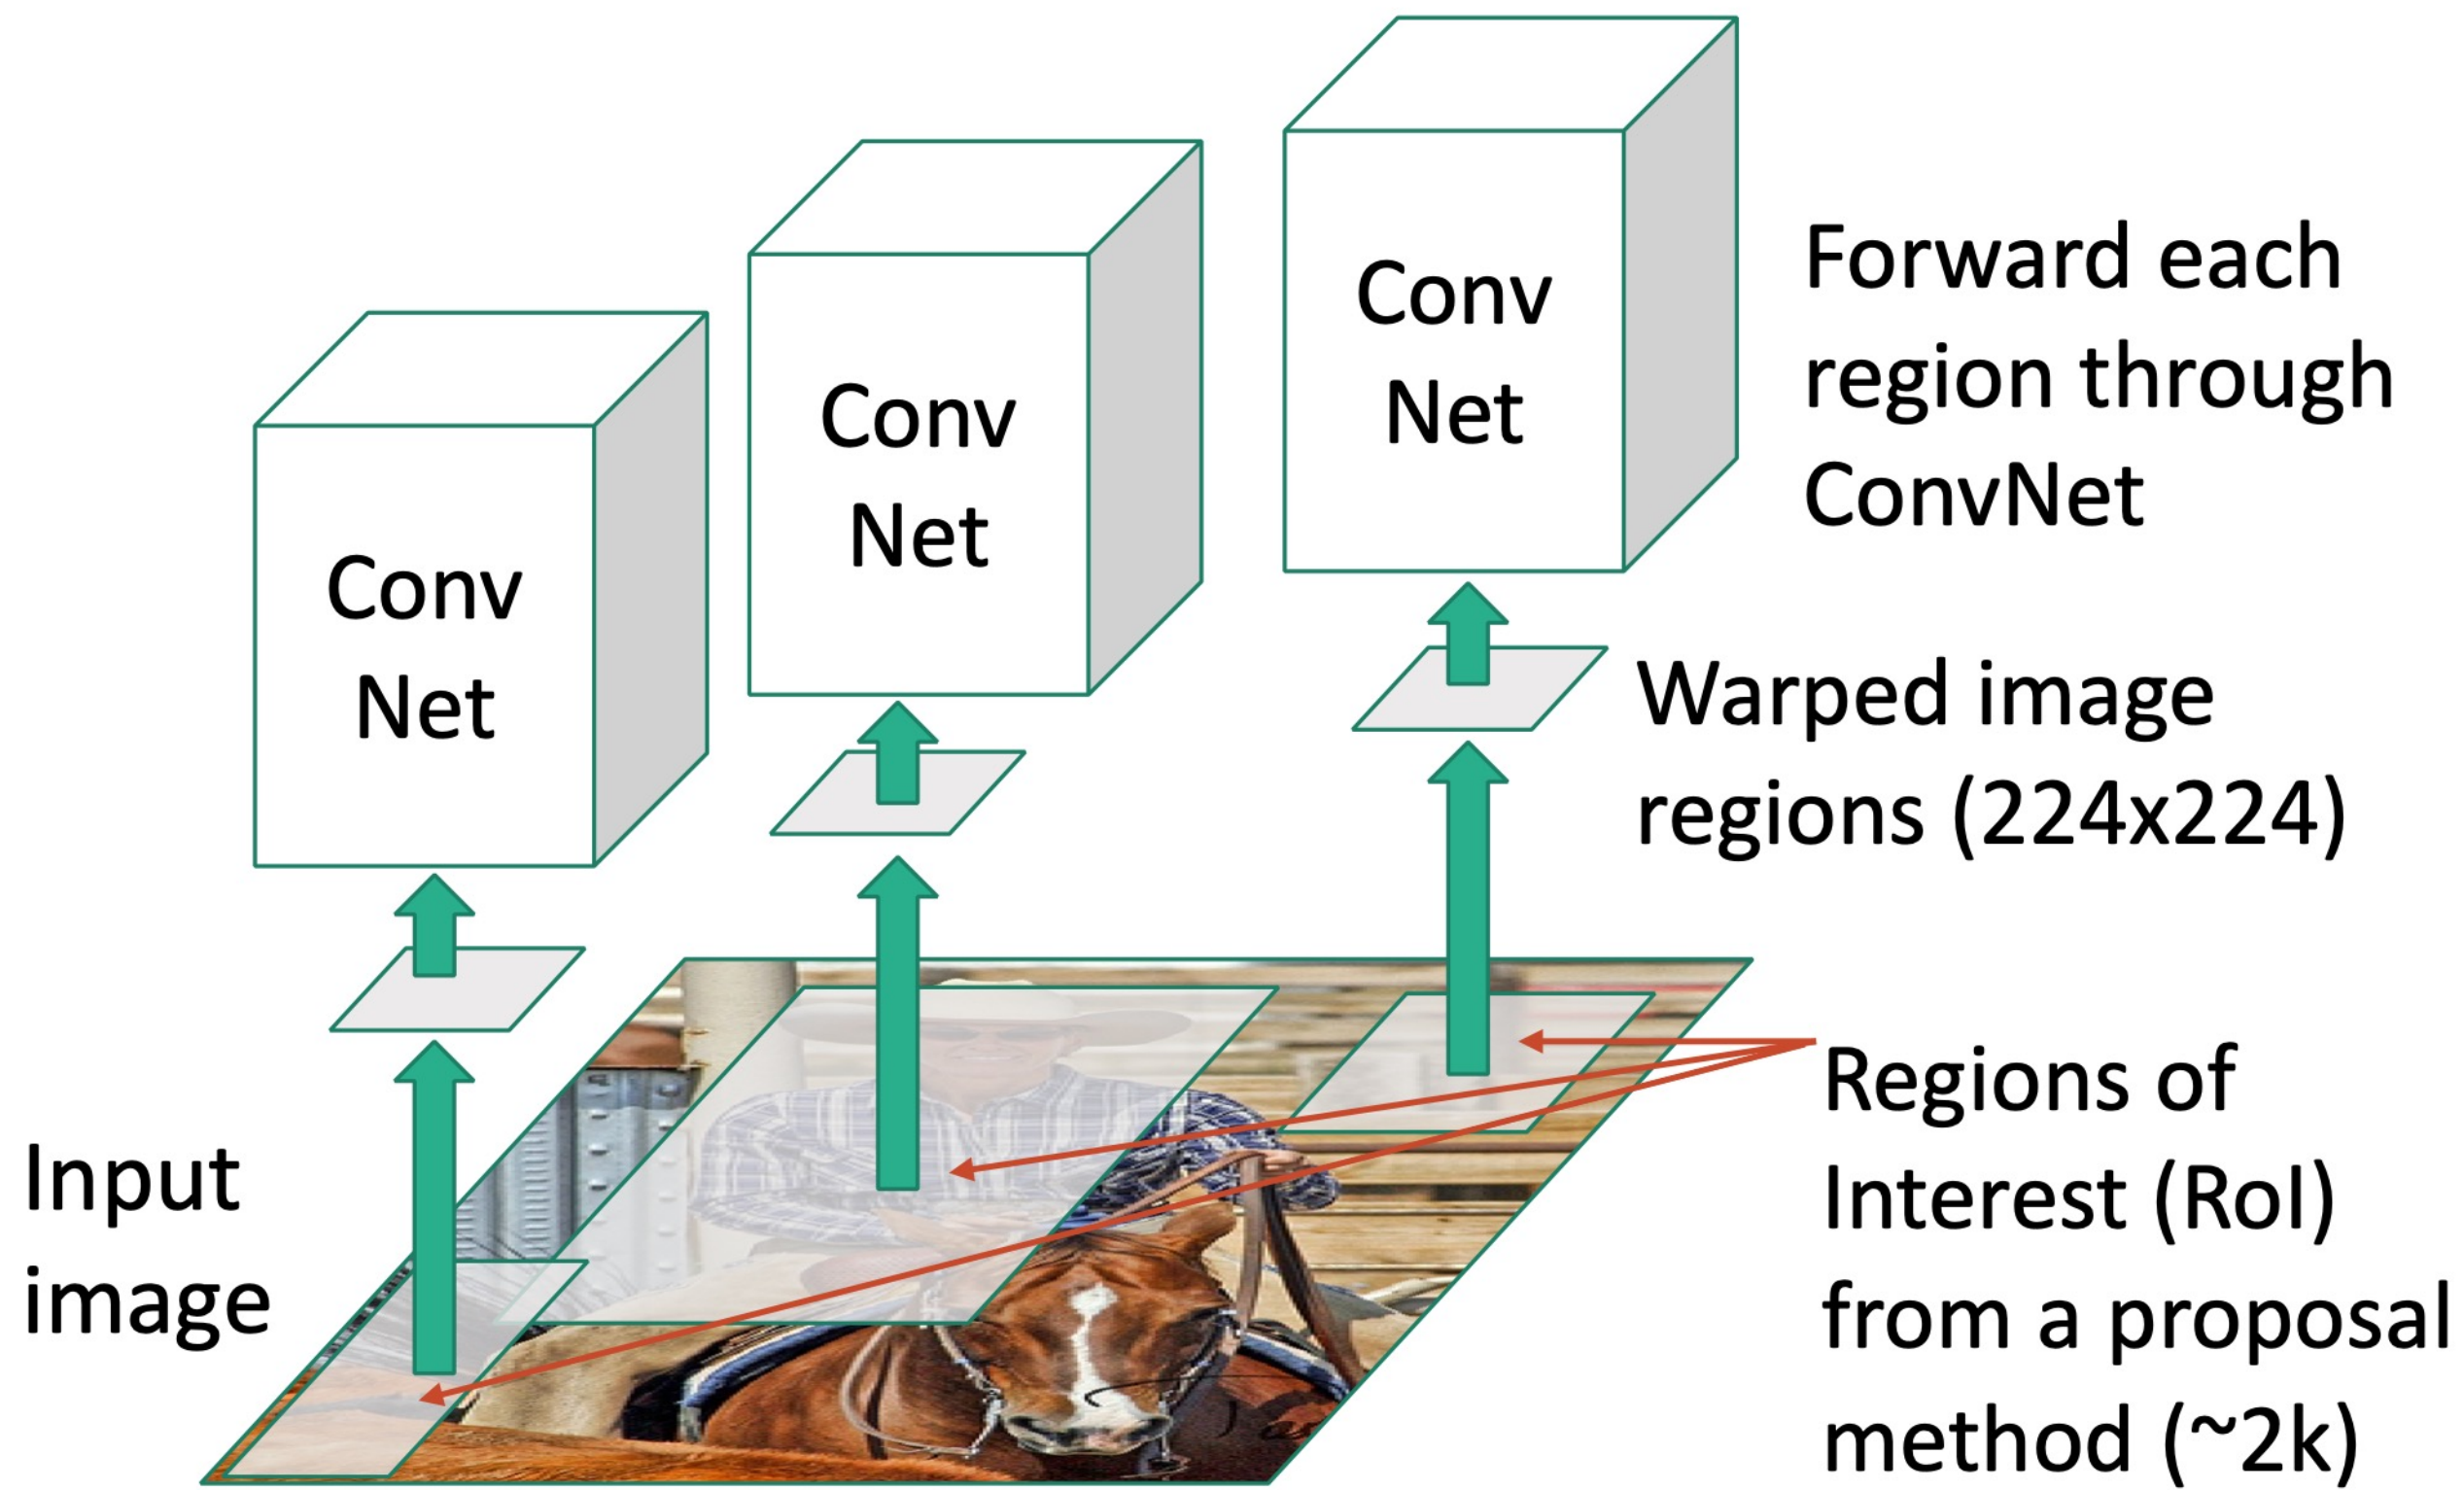 Conv
Net
Conv
Net
Conv
Net
Forward each
region through
ConvNet
Warped image
regions (224x224)
Input
image
Regions of
Interest (RoI)
from a proposal
method (~2k)